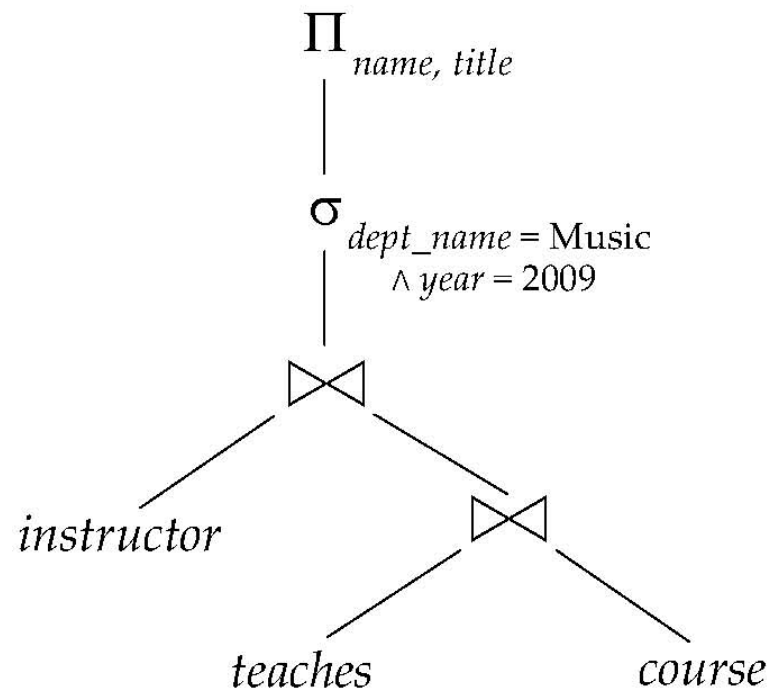 Π name, title
σ dept_name = Music
∧ year = 2009
⋈
instructor
⋈
teaches course